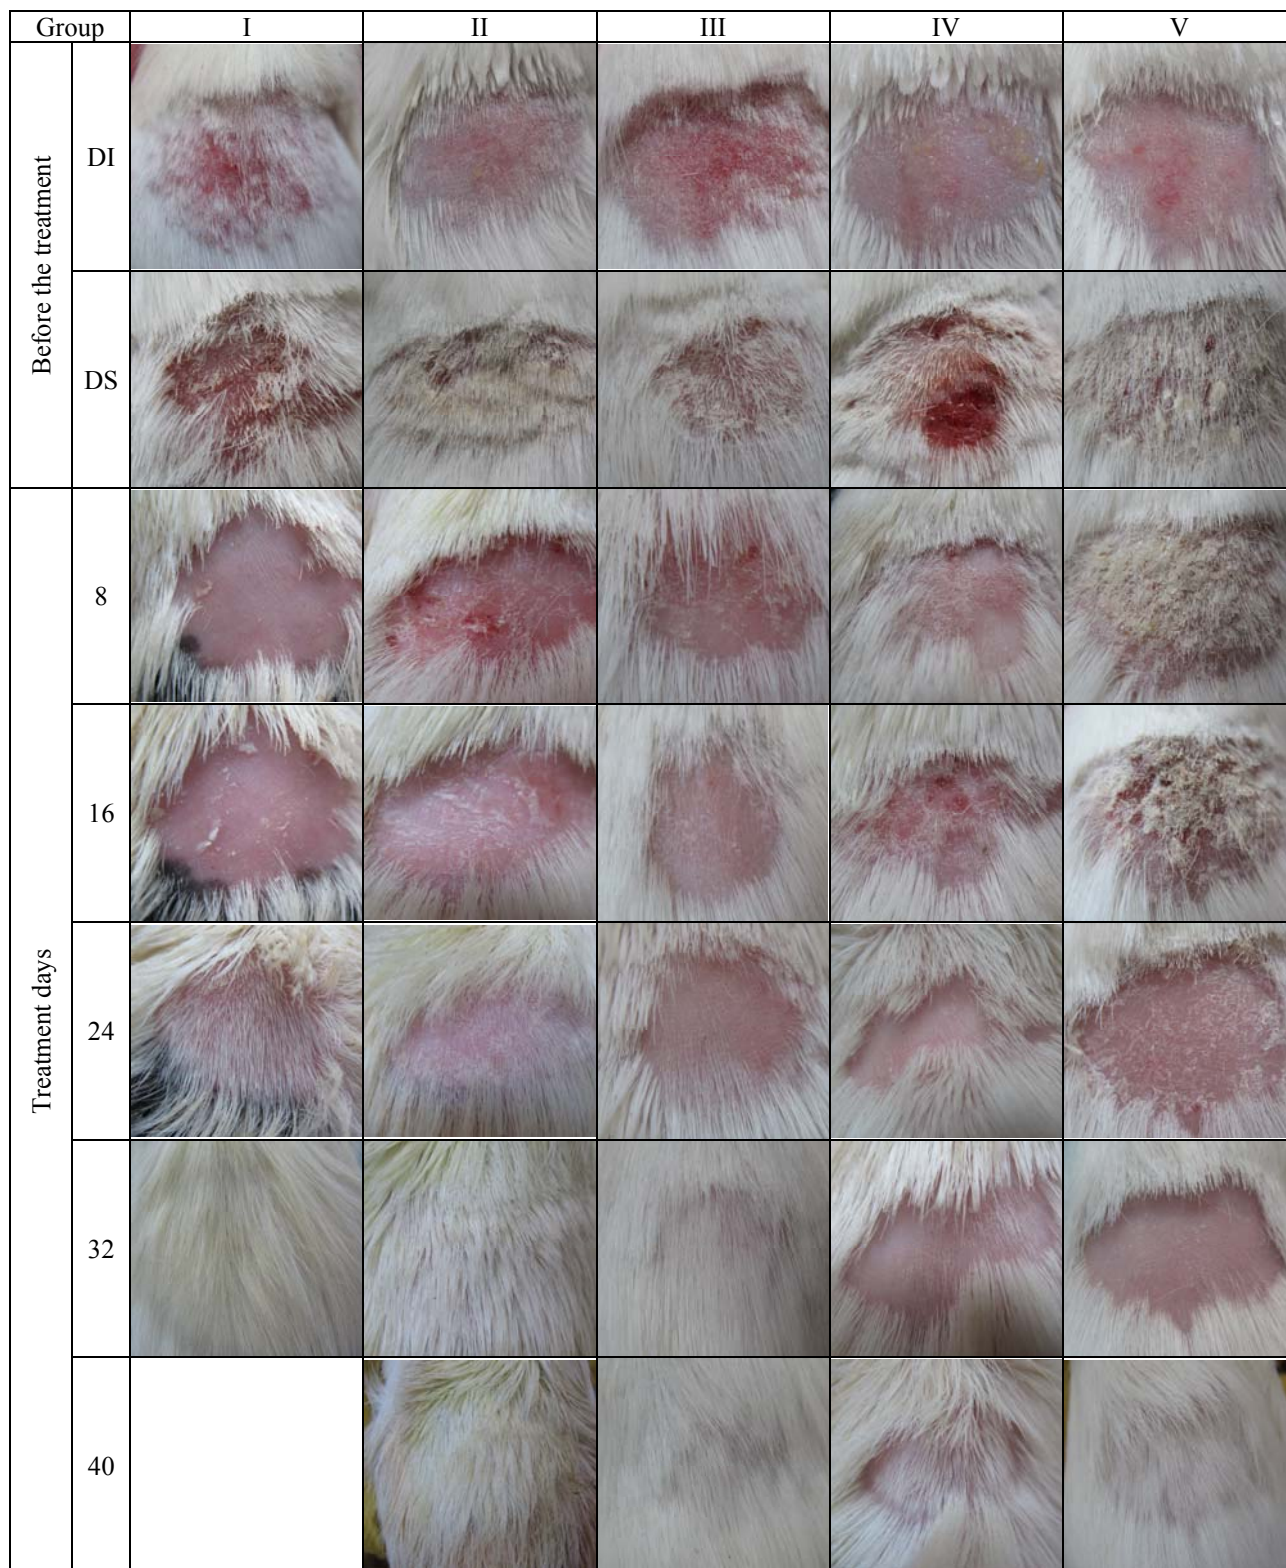 Group I II III IV V
Before the treatment
DI
DS
Treatment days
8
16
24
32
40